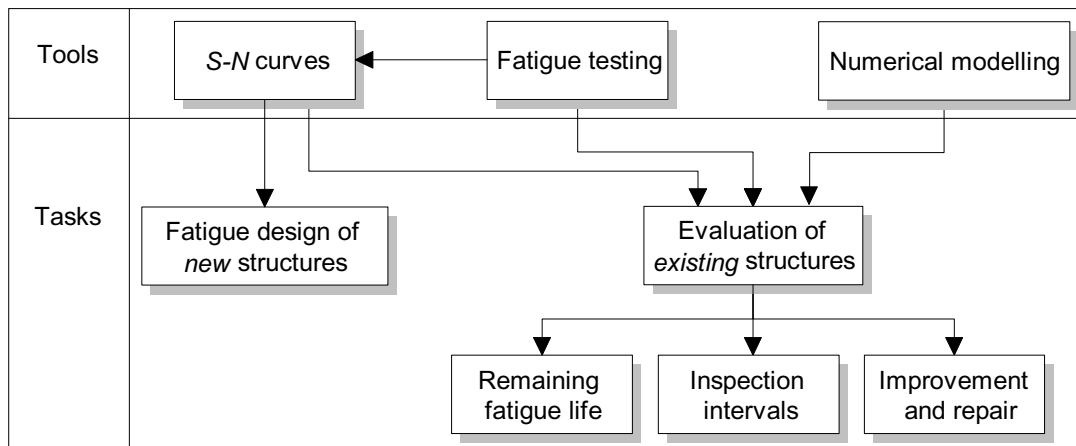 Tools
S-N curves
Fatigue testing
Numerical modelling
Tasks
Fatigue design of
new structures
Evaluation of
existing structures
Remaining
fatigue life
Inspection
intervals
Improvement
and repair